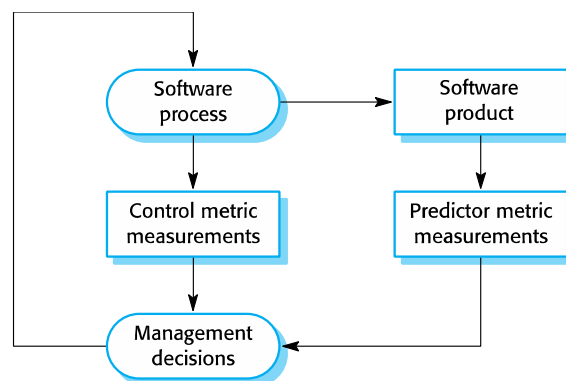 Software
process
Software
product
Control metric
measurements
Predictor metric
measurements
Management
decisions